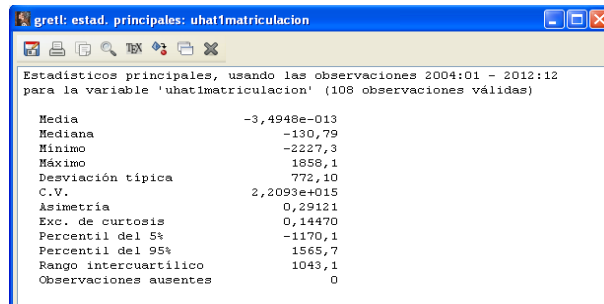 gretl: estad. principales: uhat1matriculacion
TEX
Estadísticos principales, usando las observaciones 2004:01 - 2012:12
para la variable 'uhat1matriculacion' (108 observaciones válidas)
Media -3,4948e-013
Mediana -130,79
Mínimo -2227,3
Máximo 1858,1
Desviación típica 772,10
C.V. 2,2093e+015
Asimetría 0,29121
Exc. de curtosis 0,14470
Percentil del 5% -1170,1
Percentil del 95% 1565,7
Rango intercuartílico 1043,1
Observaciones ausentes 0